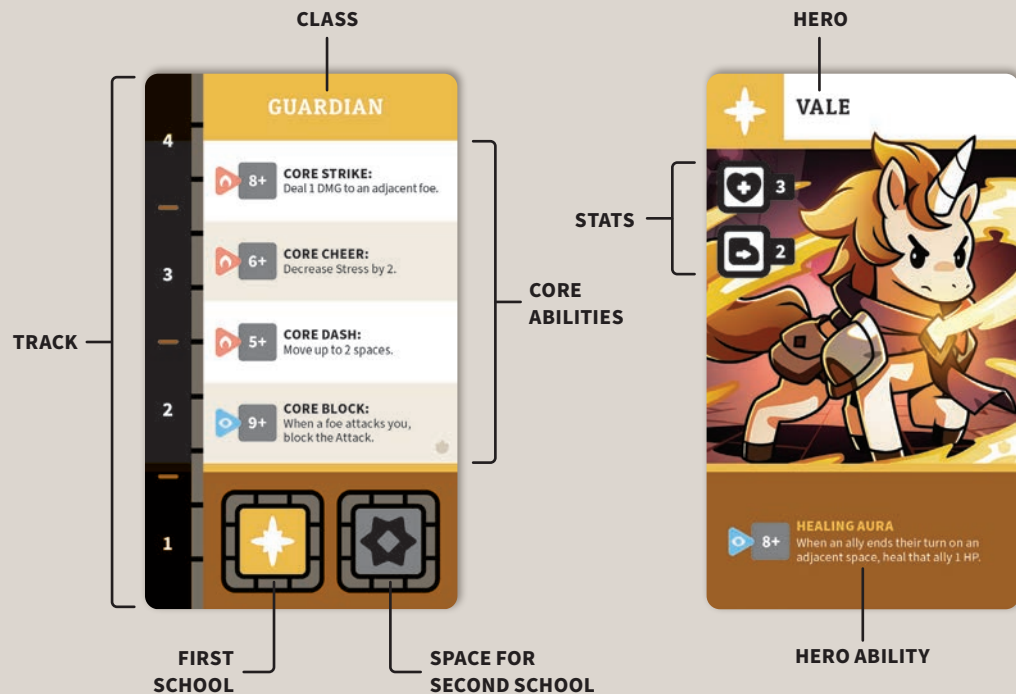 CLASS
HERO
GUARDIAN
VALE
4
8+
CORE STRIKE:
Deal 1 DMG to an adjacent foe.
3
2
STATS
6+
CORE CHEER:
Decrease Stress by 2.
3
CORE
ABILITIES
TRACK
5+
CORE DASH:
Move up to 2 spaces.
2
9+
CORE BLOCK:
When a foe attacks you,
block the Attack.
1
8+
HEALING AURA
When an ally ends their turn on an
adjacent space, heal that ally 1 HP.
FIRST
SCHOOL
SPACE FOR
SECOND SCHOOL
HERO ABILITY